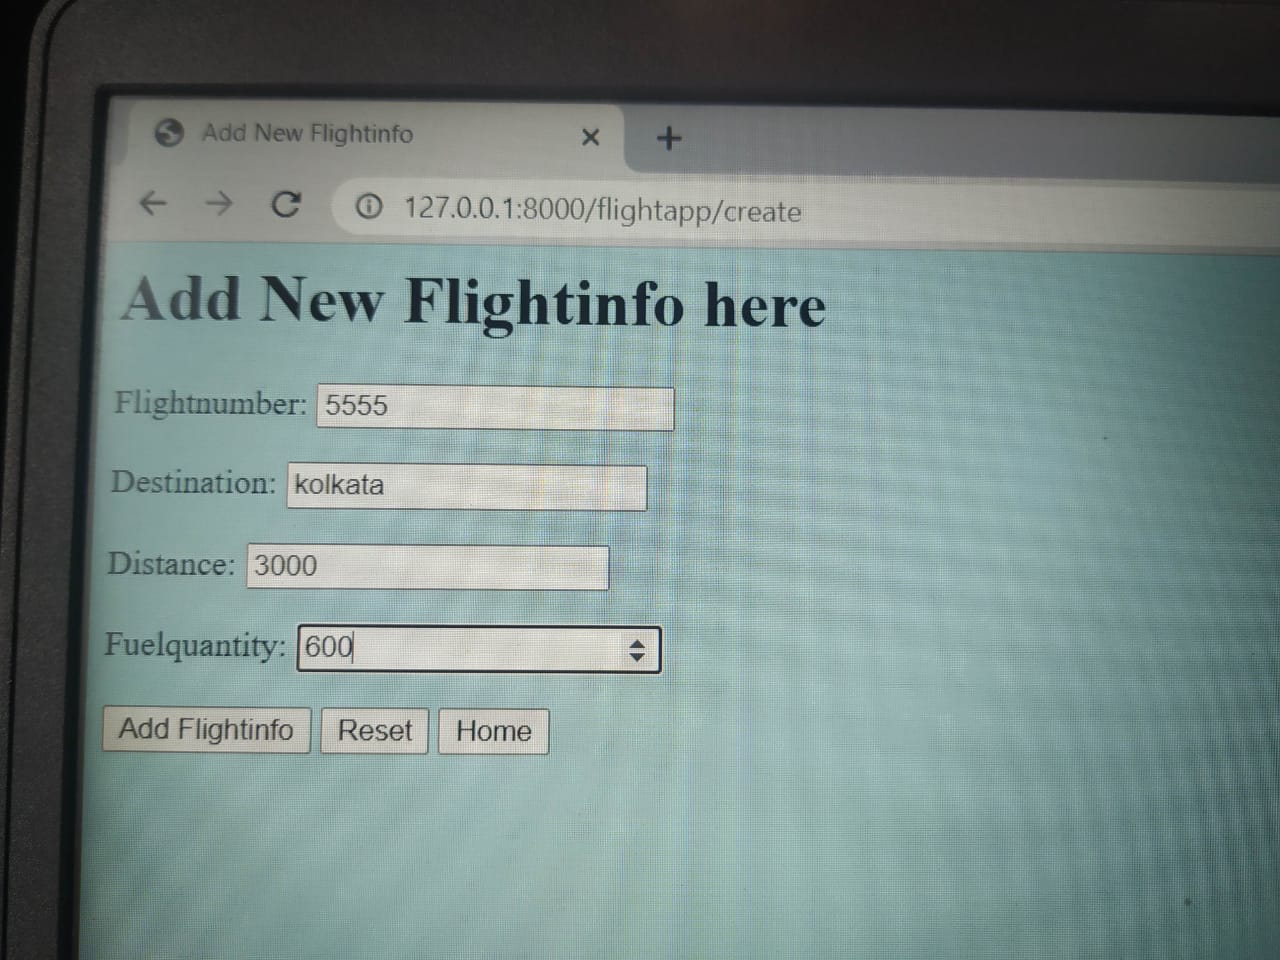 Add New Flightinfo
127.0.0.1:8000/flightapp/create
Add New Flightinfo here
Flightnumber: 5555
Destination: kolkata
Distance: 3000
Fuelquantity: 600
Add Flightinfo Reset Home